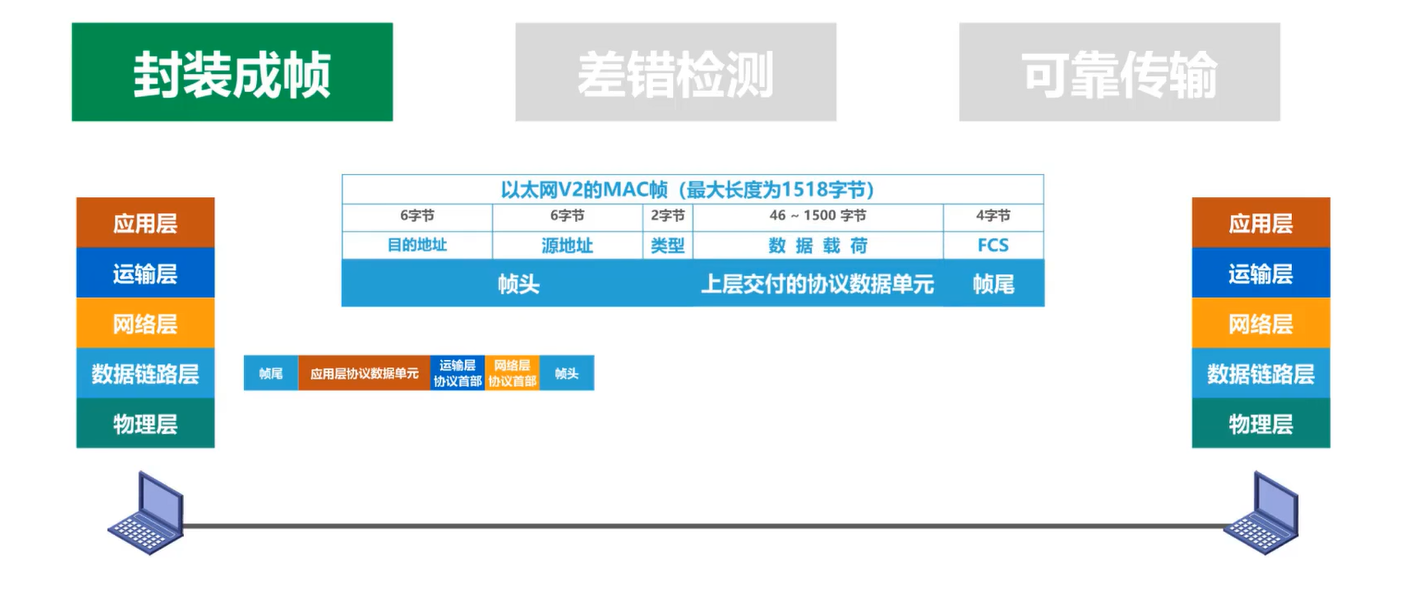 封装成帧
差错检测
可靠传输
以太网V2的MAC帧（最大长度为1518字节）
6字节 6字节 2字节 46 ~ 1500 字节 4字节
目的地址 源地址 类型 数 据 载 荷 FCS
帧头 上层交付的协议数据单元 帧尾
应用层
运输层
网络层
数据链路层
物理层
帧尾
应用层协议数据单元
运输层
协议首部
网络层
协议首部
帧头
应用层
运输层
网络层
数据链路层
物理层